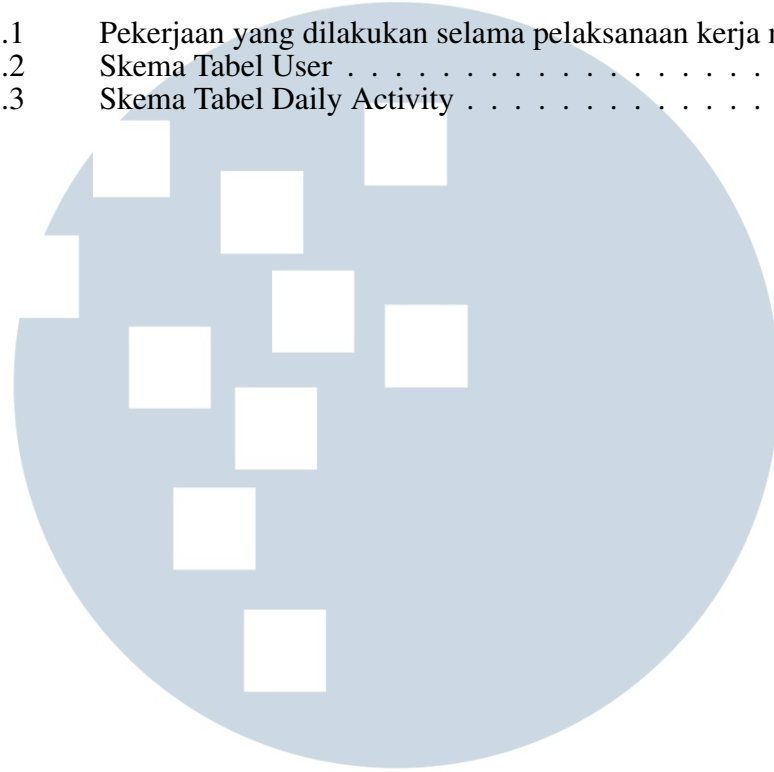 .1 Pekerjaan yang dilakukan selama pelaksanaan kerja
.2 Skema Tabel User . . . . . . . . . . . . . . . . . .
.3 Skema Tabel Daily Activity . . . . . . . . . . . . .